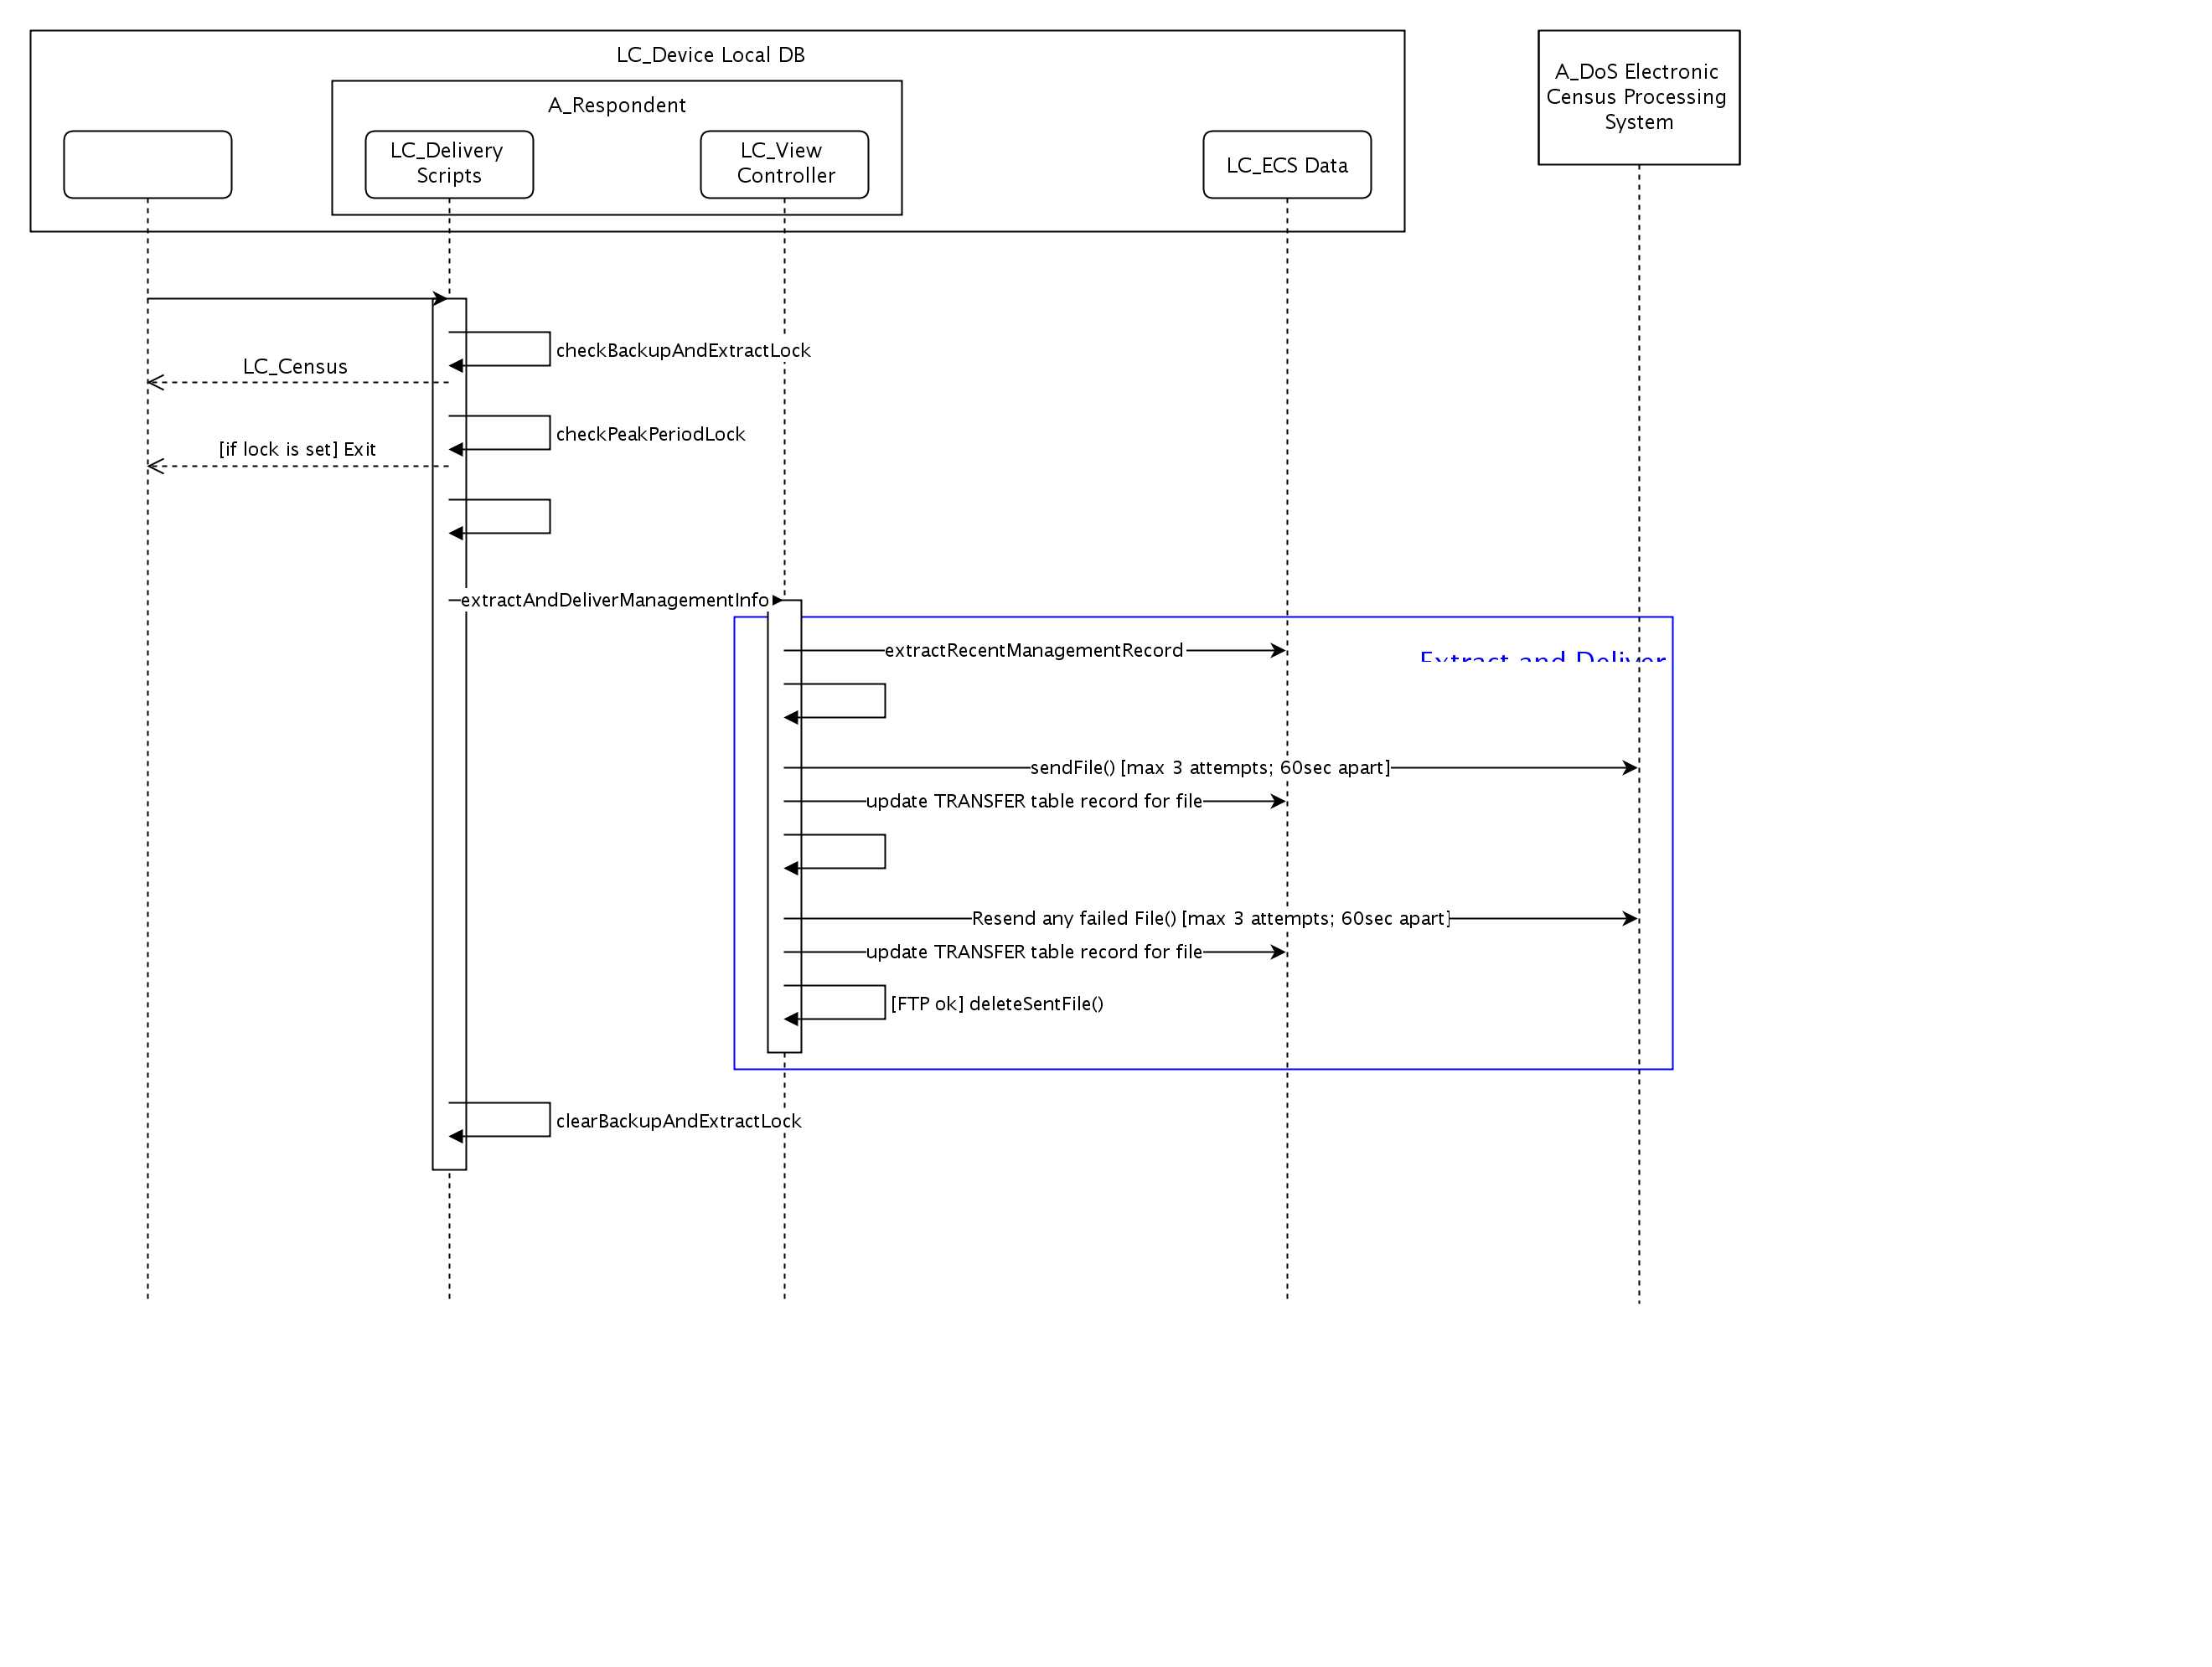 LC_Device Local DB
A_DoS Electronic
Census Processing
System
A_Respondent
LC_Delivery
Scripts
LC_View
Controller
LC_ECS Data
checkBackupAndExtractLock
LC_Census
checkPeakPeriodLock
[if lock is set] Exit
extractAndDeliverManagementInfo
extractRecentManagementRecord
Extract and Deliver
sendFile() [max 3 attempts; 60sec apart]
update TRANSFER table record for file
Resend any failed File() [max 3 attempts; 60sec apart]
update TRANSFER table record for file
[FTP ok] deleteSentFile()
clearBackupAndExtractLock